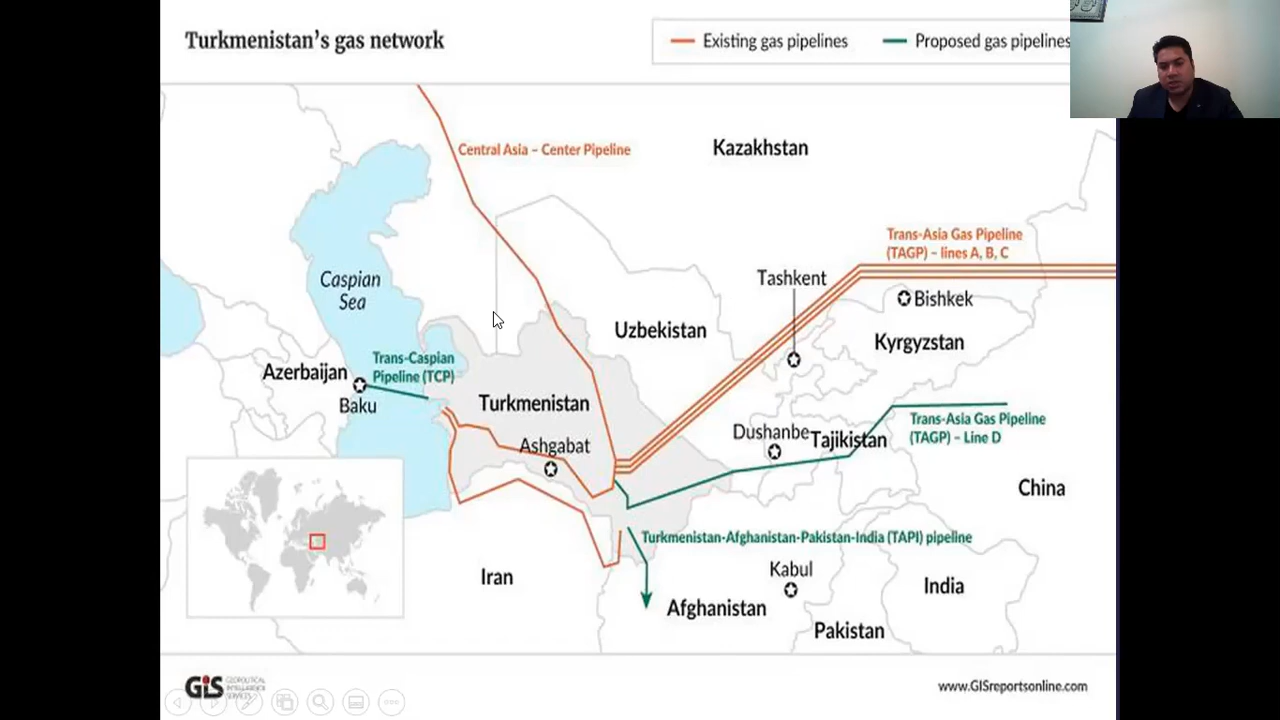 Turkmenistan's gas network
Existing gas pipelines
Proposed gas pipelines
Central Asia – Center Pipeline
Kazakhstan
Trans-Asia Gas Pipeline
(TAGP) – lines A, B, C
Caspian
Sea
Tashkent
Bishkek
Uzbekistan
Kyrgyzstan
Trans-Caspian
Pipeline (TCP)
Azerbaijan
Baku
Turkmenistan
Ashgabat
Dushanbe
Tajikistan
Trans-Asia Gas Pipeline
(TAGP) – Line D
China
Turkmenistan-Afghanistan-Pakistan-India (TAPI) pipeline
Iran
Kabul
India
Afghanistan
Pakistan
GIS
GEOPOLITICAL
INTELLIGENCE
SERVICES
www.GISreportsonline.com